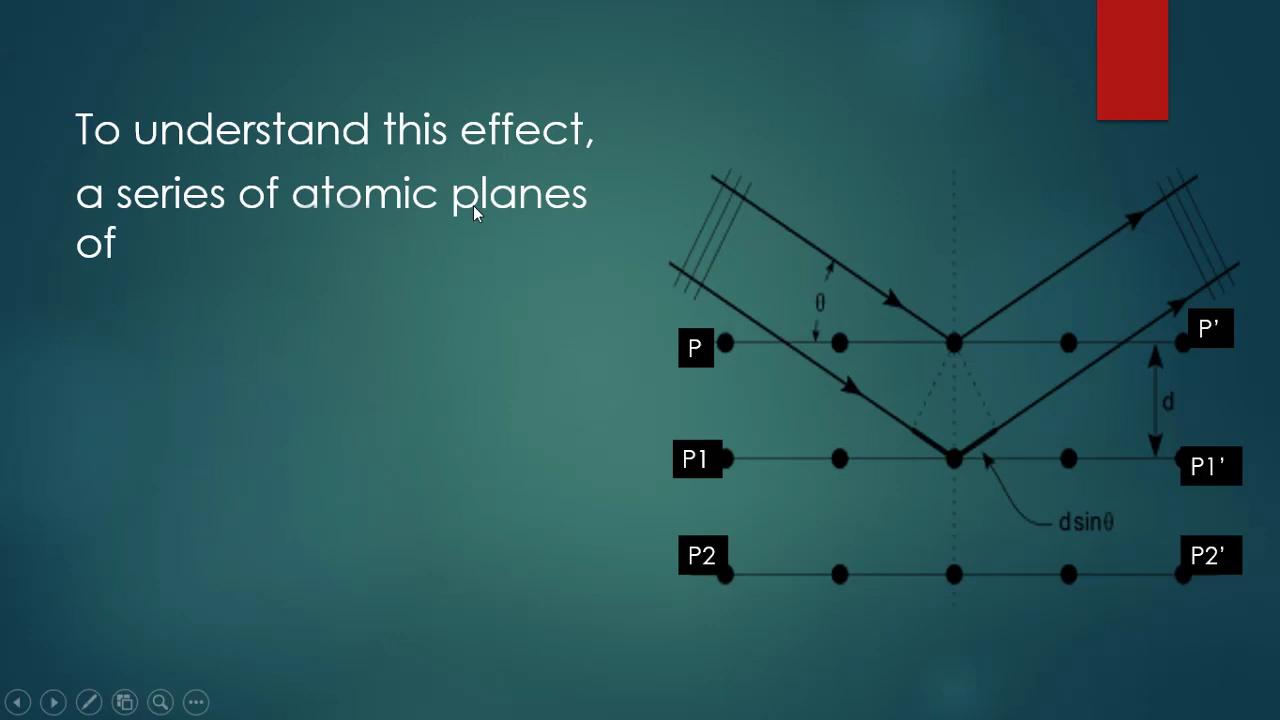 To understand this effect,
a series of atomic planes
of
θ
P
P'
d
P1
P1'
dsinθ
P2
P2'